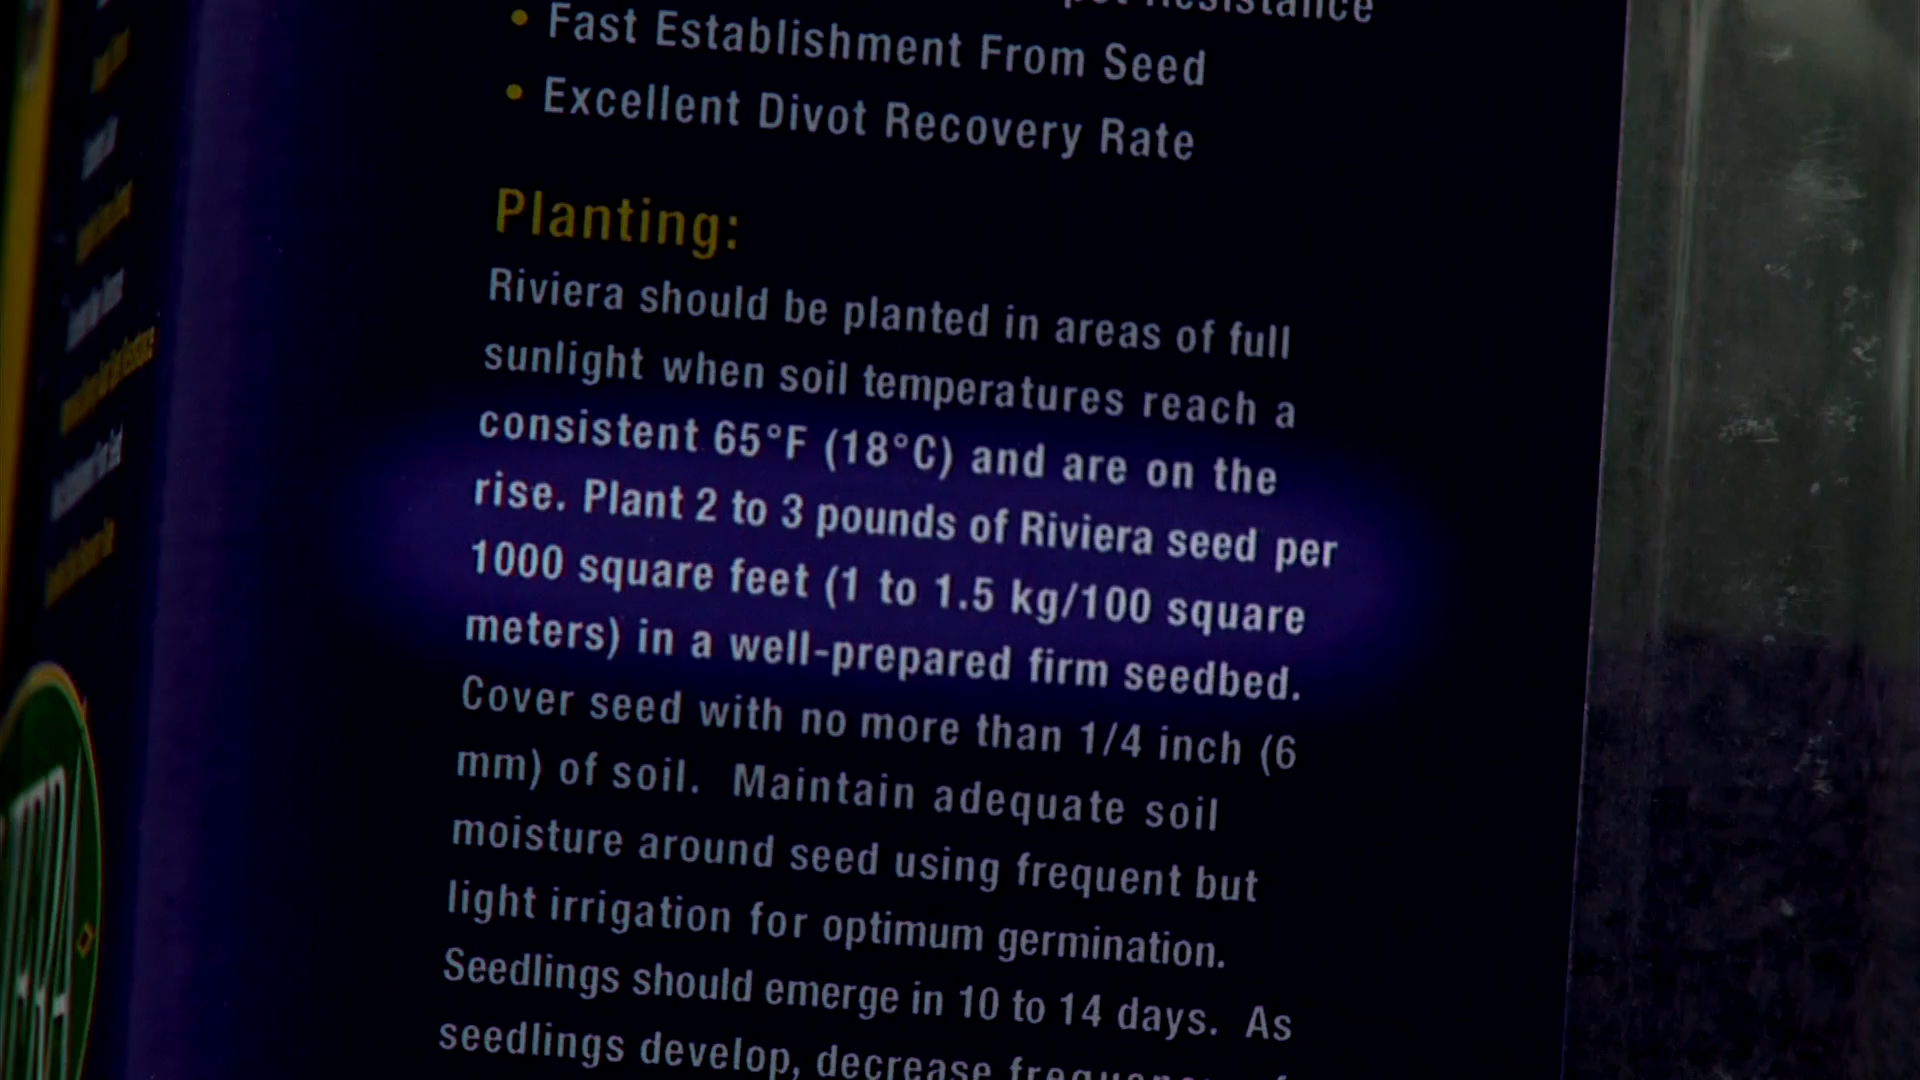 Resistance
• Fast Establishment From Seed
• Excellent Divot Recovery Rate
Planting:
Riviera should be planted in areas of full
sunlight when soil temperatures reach a
consistent 65°F (18°C) and are on the
rise. Plant 2 to 3 pounds of Riviera seed per
1000 square feet (1 to 1.5 kg/100 square
meters) in a well-prepared firm seedbed.
Cover seed with no more than 1/4 inch (6
mm) of soil. Maintain adequate soil
moisture around seed using frequent but
light irrigation for optimum germination.
Seedlings should emerge in 10 to 14 days. As
seedlings develop, decrease